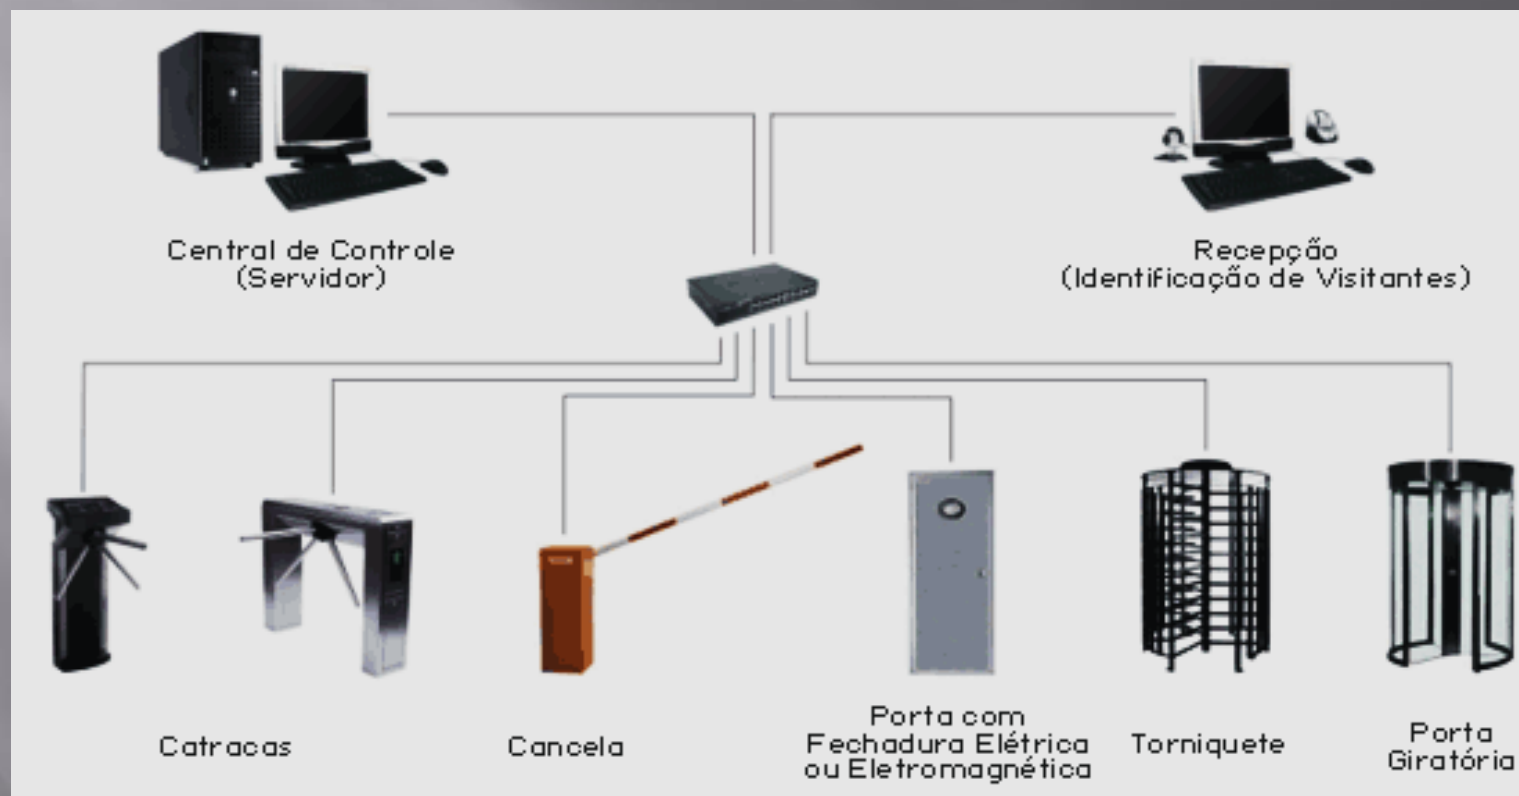 Central de Controle
(Servidor)
Recepção
(Identificação de Visitantes)
Catracas
Cancela
Porta com
Fechadura Elétrica
ou Eletromagnética
Torniquete
Porta
Giratória